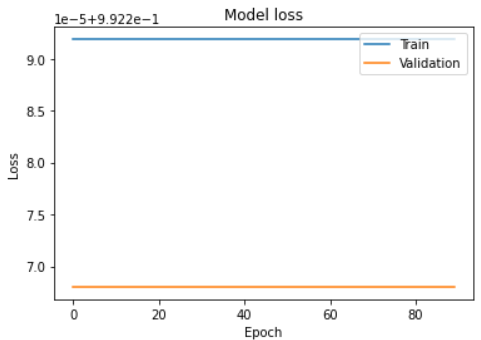 Model loss
1e-5+9.922e-1
Train
Validation
9.0
8.5
8.0
7.5
7.0
Loss
0 20 40 60 80
Epoch